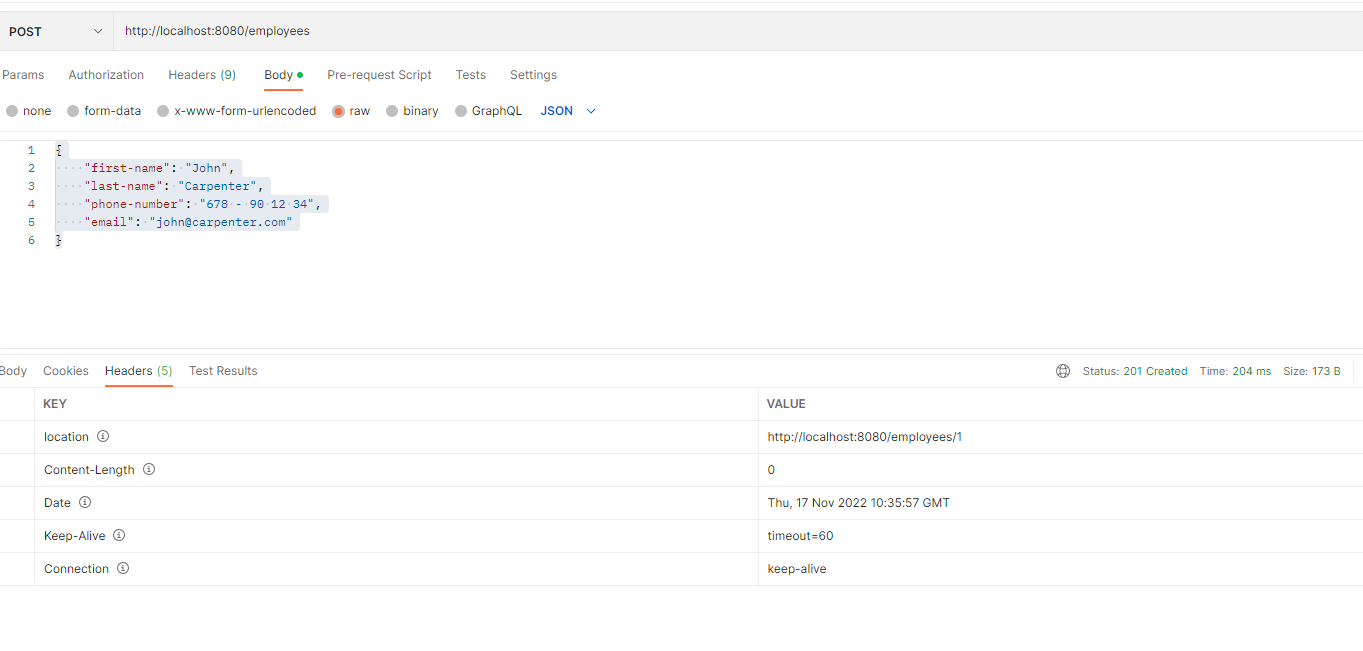 POST http://localhost:8080/employees
Params Authorization Headers (9) Body Pre-request Script Tests Settings
none form-data x-www-form-urlencoded raw binary GraphQL JSON
1 {
2 "first-name": "John",
3 "last-name": "Carpenter",
4 "phone-number": "678 - 90 12 34",
5 "email": "john@carpenter.com"
6 }
Body Cookies Headers (5) Test Results Status: 201 Created Time: 204 ms Size: 173 B
KEY VALUE
location http://localhost:8080/employees/1
Content-Length 0
Date Thu, 17 Nov 2022 10:35:57 GMT
Keep-Alive timeout=60
Connection keep-alive